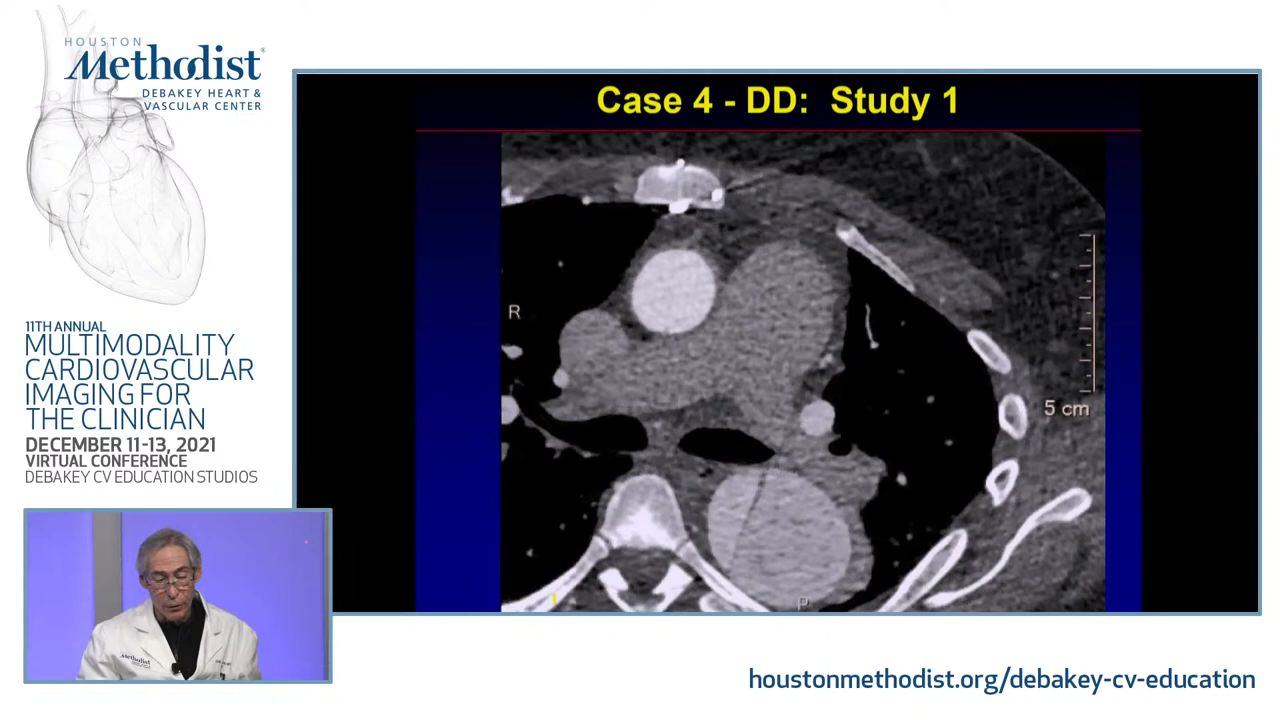 HOUSTON
Methodist®
DEBAKEY HEART &
VASCULAR CENTER
11TH ANNUAL
MULTIMODALITY
CARDIOVASCULAR
IMAGING FOR
THE CLINICIAN
DECEMBER 11-13, 2021
VIRTUAL CONFERENCE
DEBAKEY CV EDUCATION STUDIOS
Case 4 - DD: Study 1
R
5 cm
P
Methodist
houstonmethodist.org/debakey-cv-education